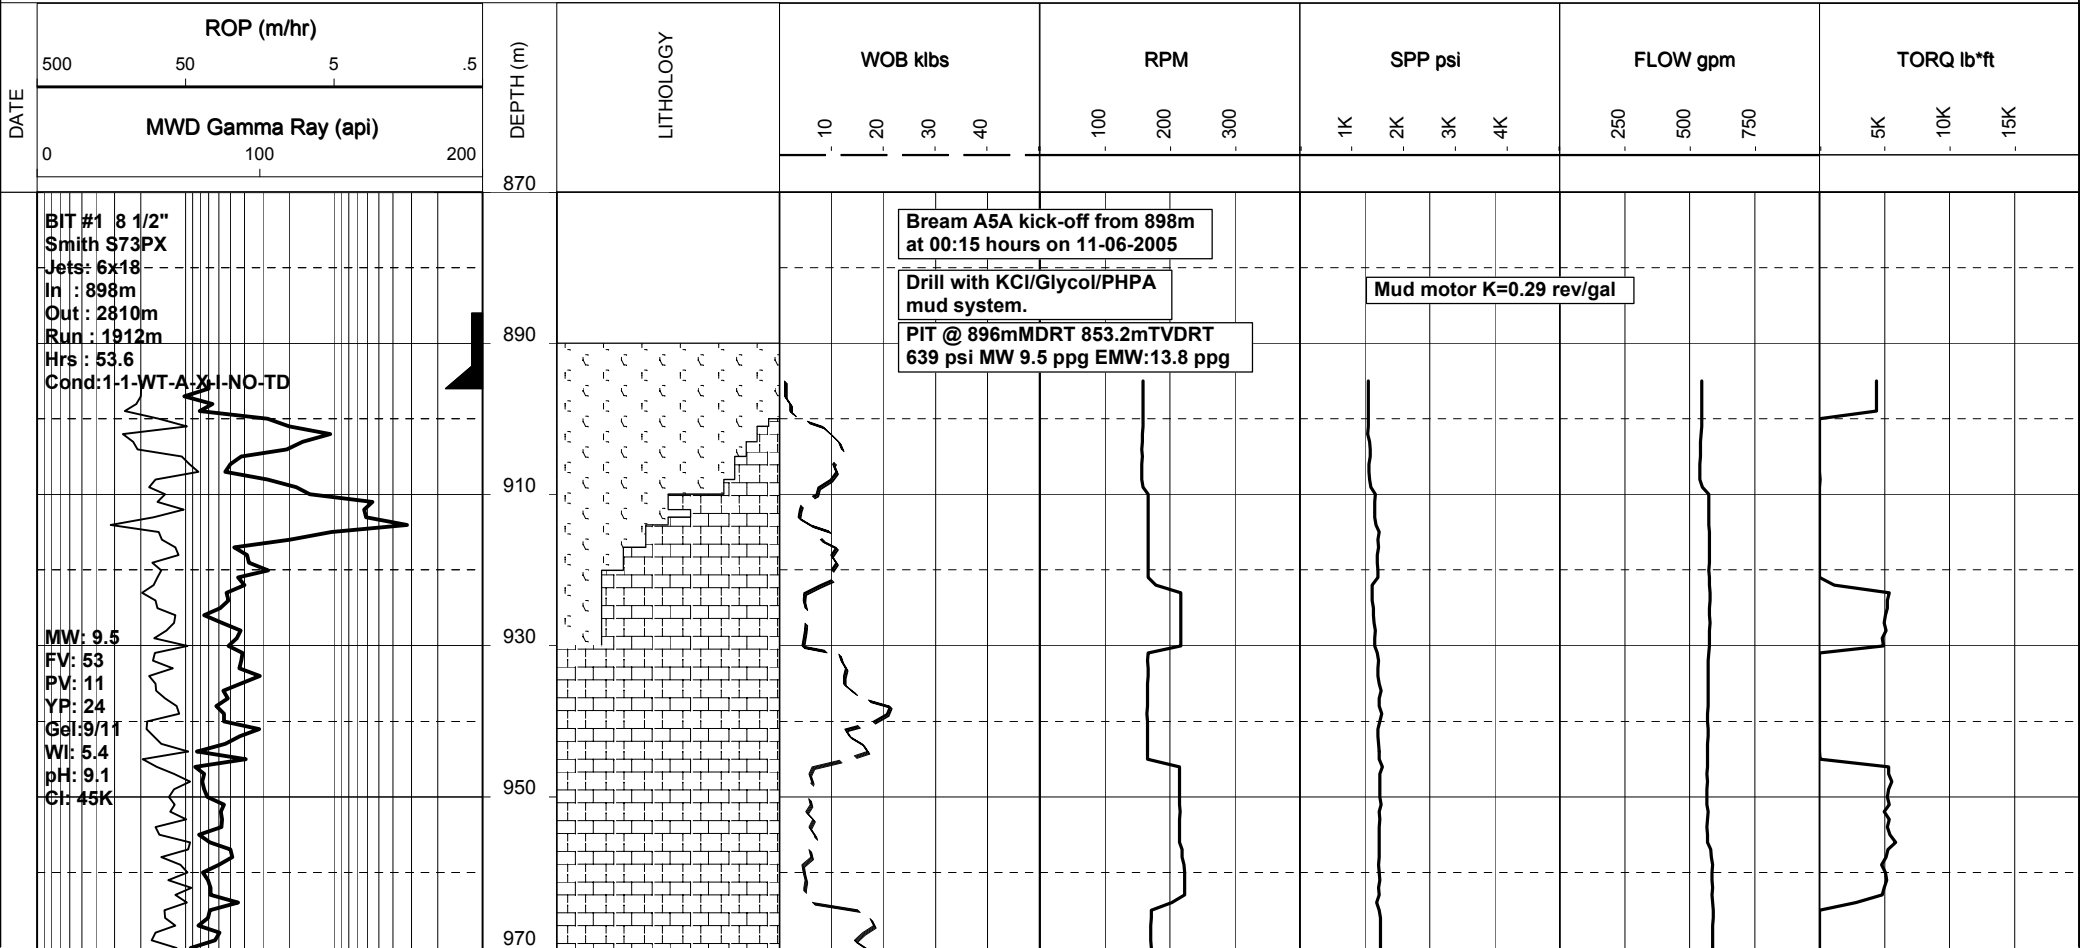 DATE
ROP (m/hr)
500 50 5 .5
MWD Gamma Ray (api)
0 100 200
DEPTH (m)
LITHOLOGY
WOB klbs
10 20 30 40
RPM
100 200 300
SPP psi
1K 2K 3K 4K
FLOW gpm
250 500 750
TORQ lb*ft
5K 10K 15K
870
890
910
930
950
970
BIT #1 8 1/2"
Smith S73PX
Jets: 6x18
In : 898m
Out : 2810m
Run : 1912m
Hrs : 53.6
Cond:1-1-WT-A-X-I-NO-TD
MW: 9.5
FV: 53
PV: 11
YP: 24
Gel:9/11
Wl: 5.4
pH: 9.1
Cl: 45K
Bream A5A kick-off from 898m
at 00:15 hours on 11-06-2005
Drill with KCl/Glycol/PHPA
mud system.
PIT @ 896mMDRT 853.2mTVDRT
639 psi MW 9.5 ppg EMW:13.8 ppg
Mud motor K=0.29 rev/gal